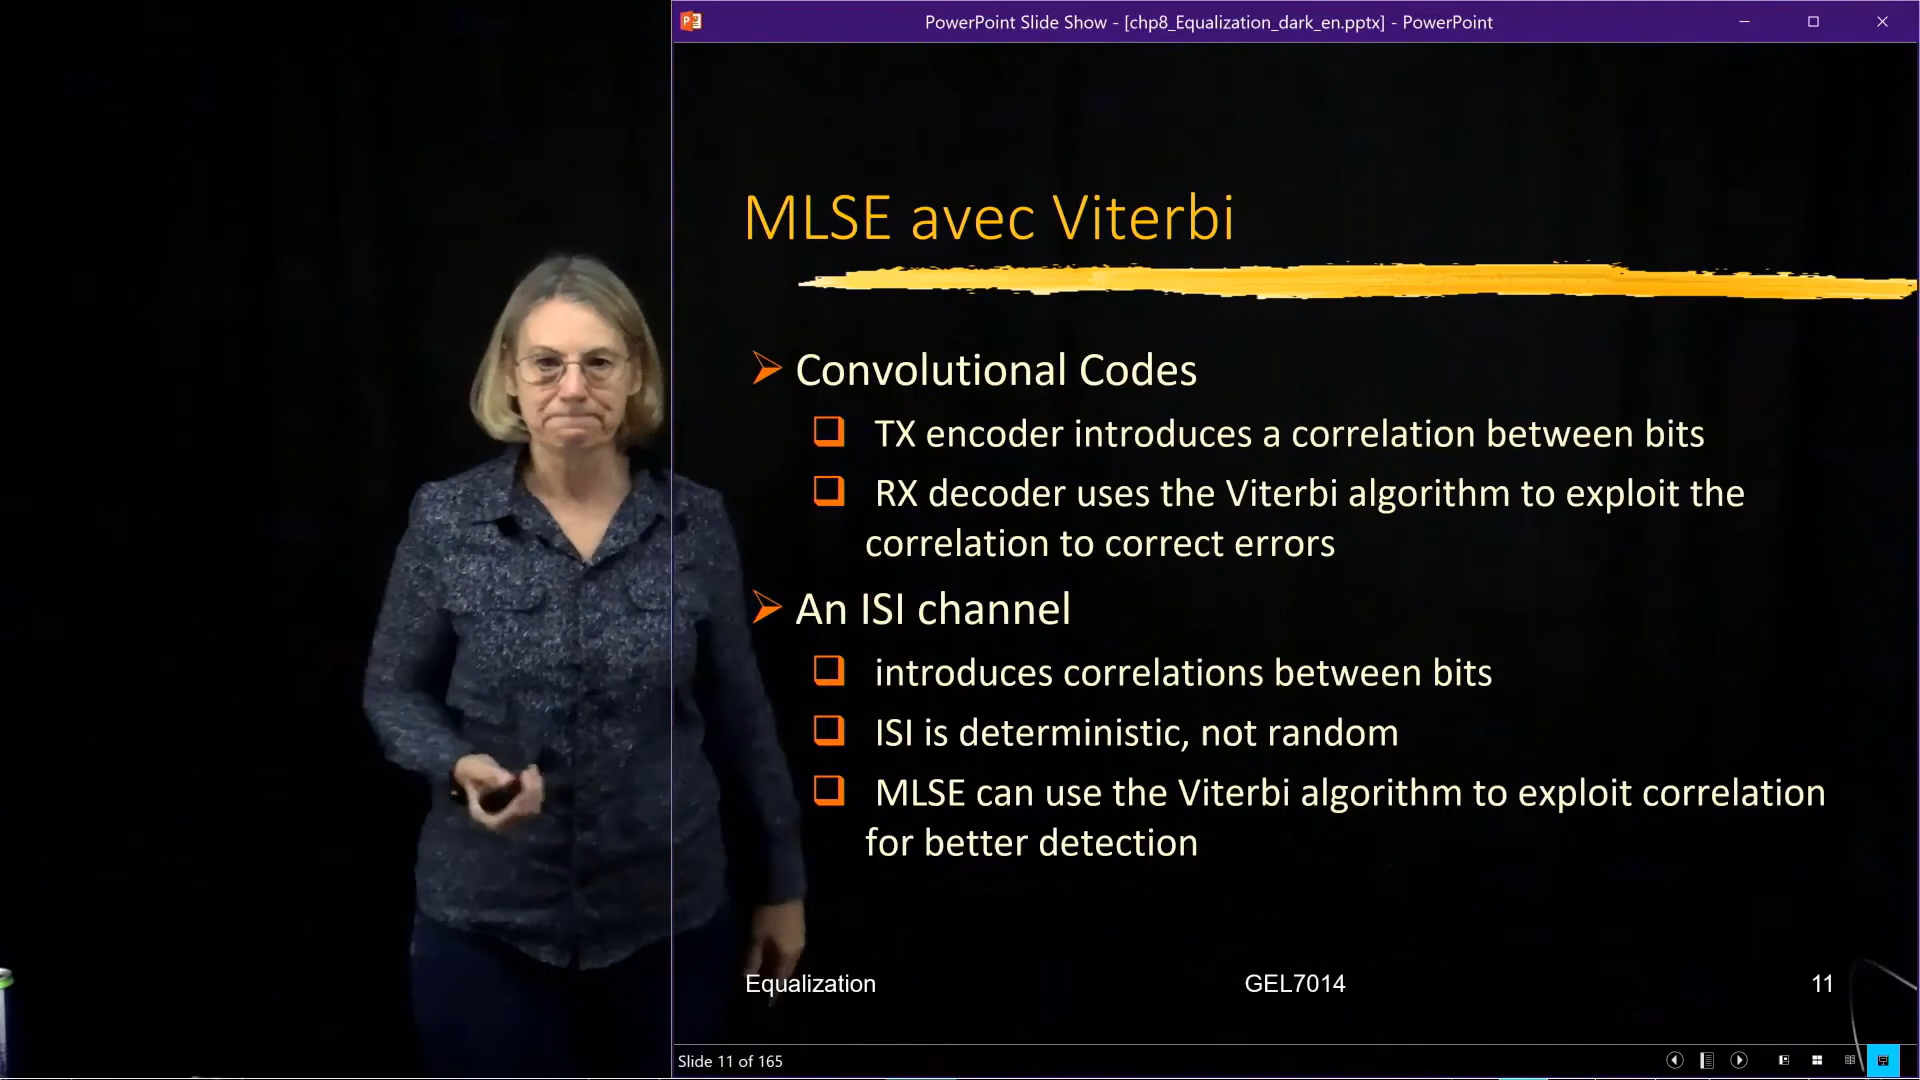 PowerPoint Slide Show - [chp8_Equalization_dark_en.pptx] - PowerPoint
MLSE avec Viterbi
Convolutional Codes
TX encoder introduces a correlation between bits
RX decoder uses the Viterbi algorithm to exploit the
correlation to correct errors
An ISI channel
introduces correlations between bits
ISI is deterministic, not random
MLSE can use the Viterbi algorithm to exploit correlation
for better detection
Equalization GEL7014 11
Slide 11 of 165